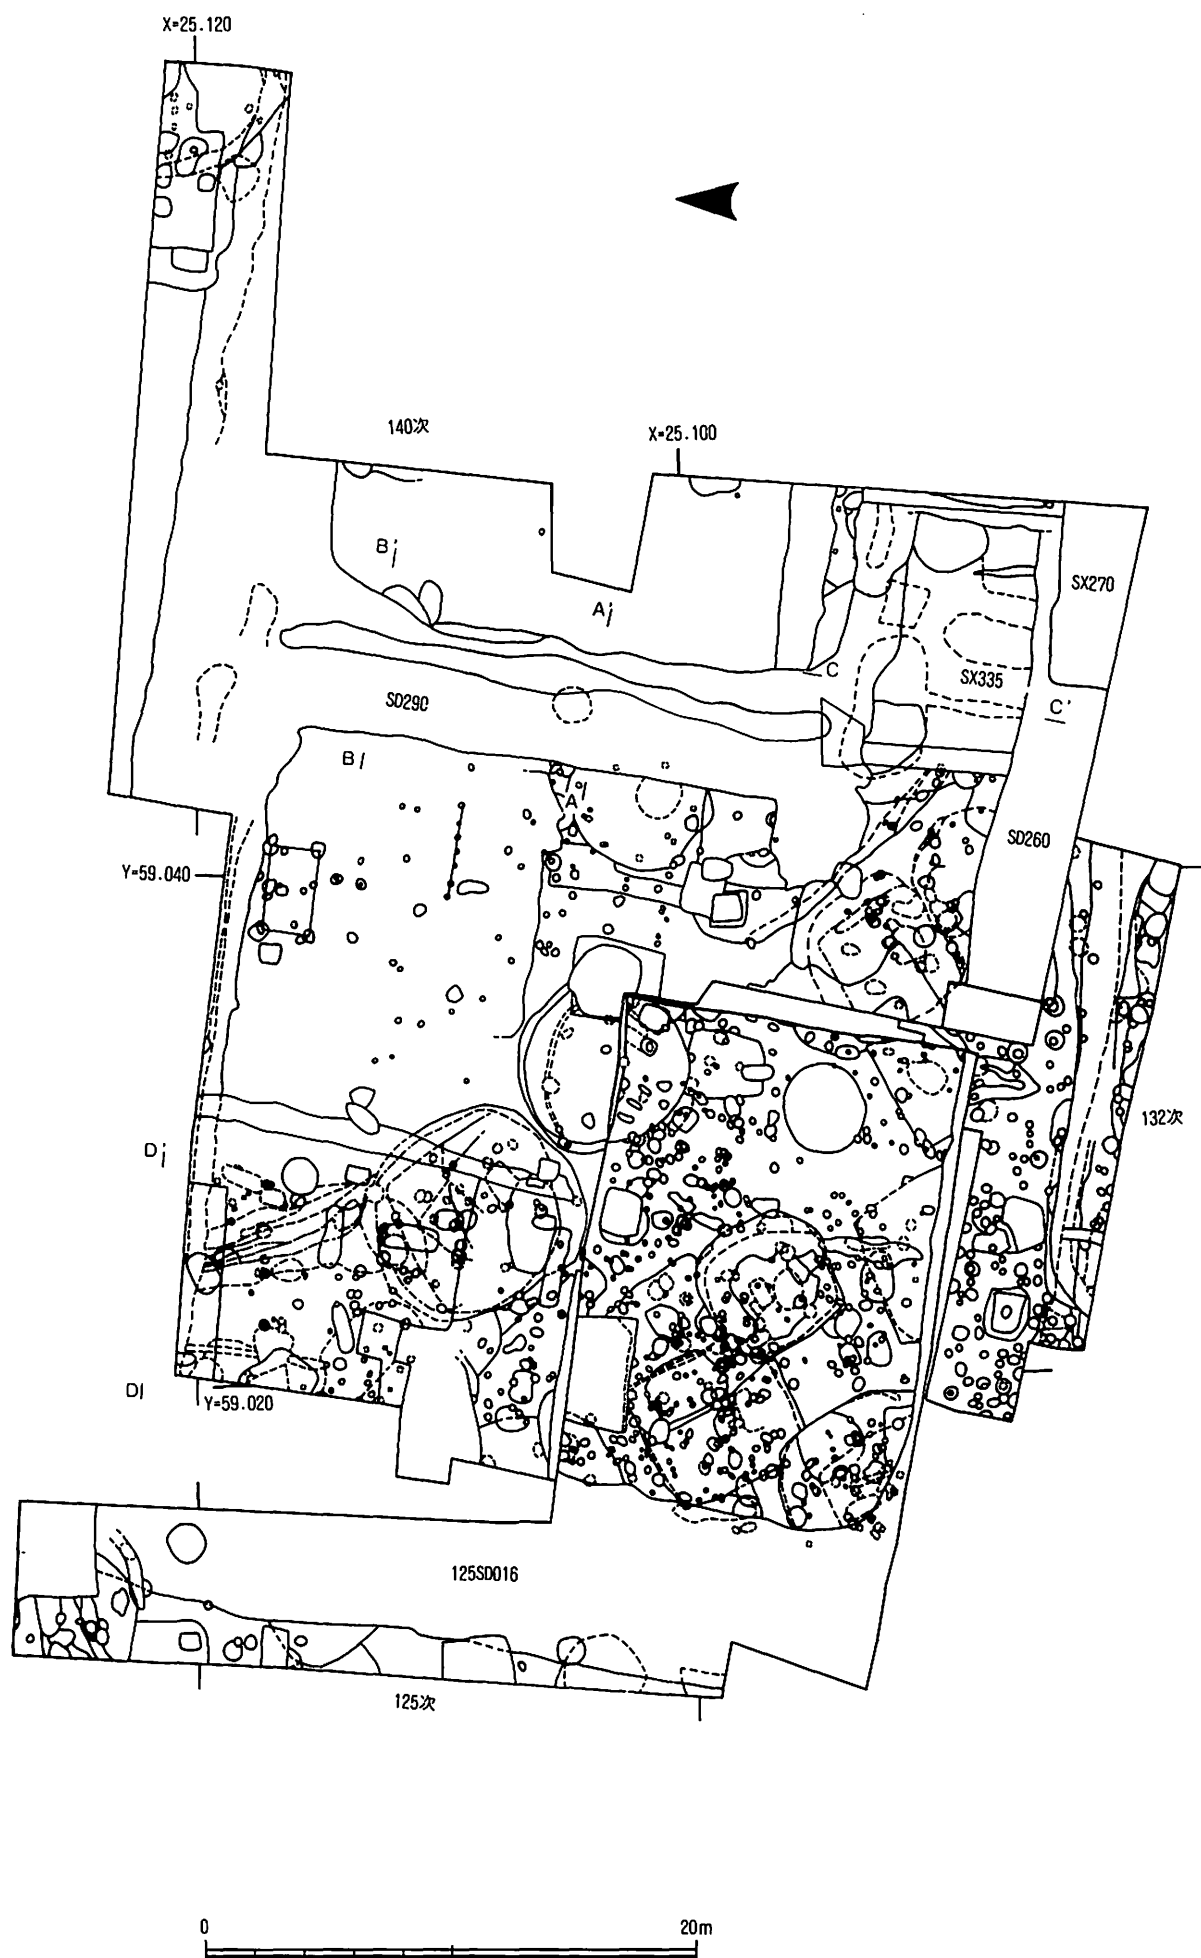 X=25.120
140次
X=25.100
B'
A'
SX270
C
SX335
C'
SD290
B
A
SD260
Y=59.040
132次
D'
D
Y=59.020
125SD016
125次
0
20m